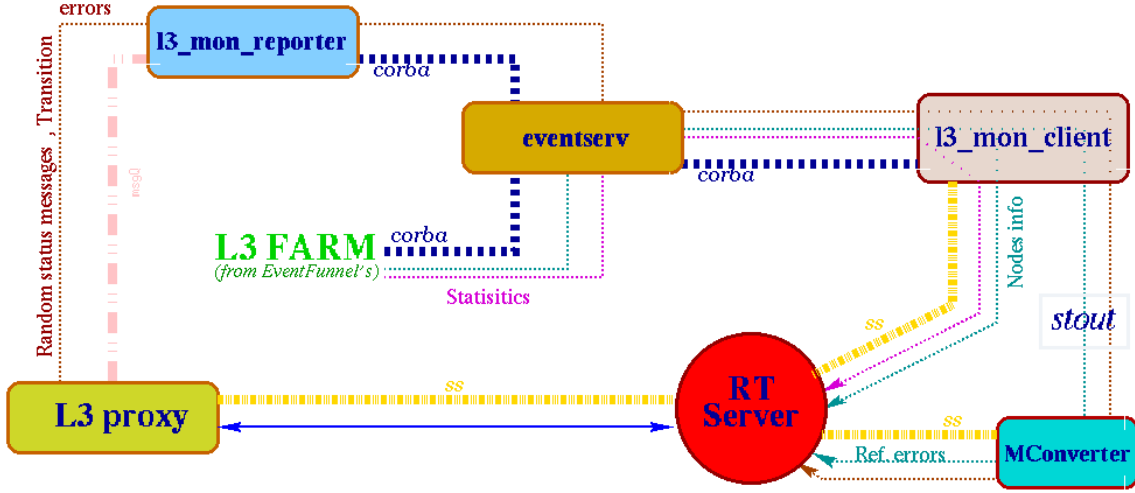 errors
l3_mon_reporter
corba
eventserv
l3_mon_client
corba
Random status messages , Transition
msgQ
L3 FARM
corba
(from EventFunnel's)
Statisitics
Nodes info
ss
stout
ss
RT
Server
L3 proxy
ss
Ref. errors
MConverter